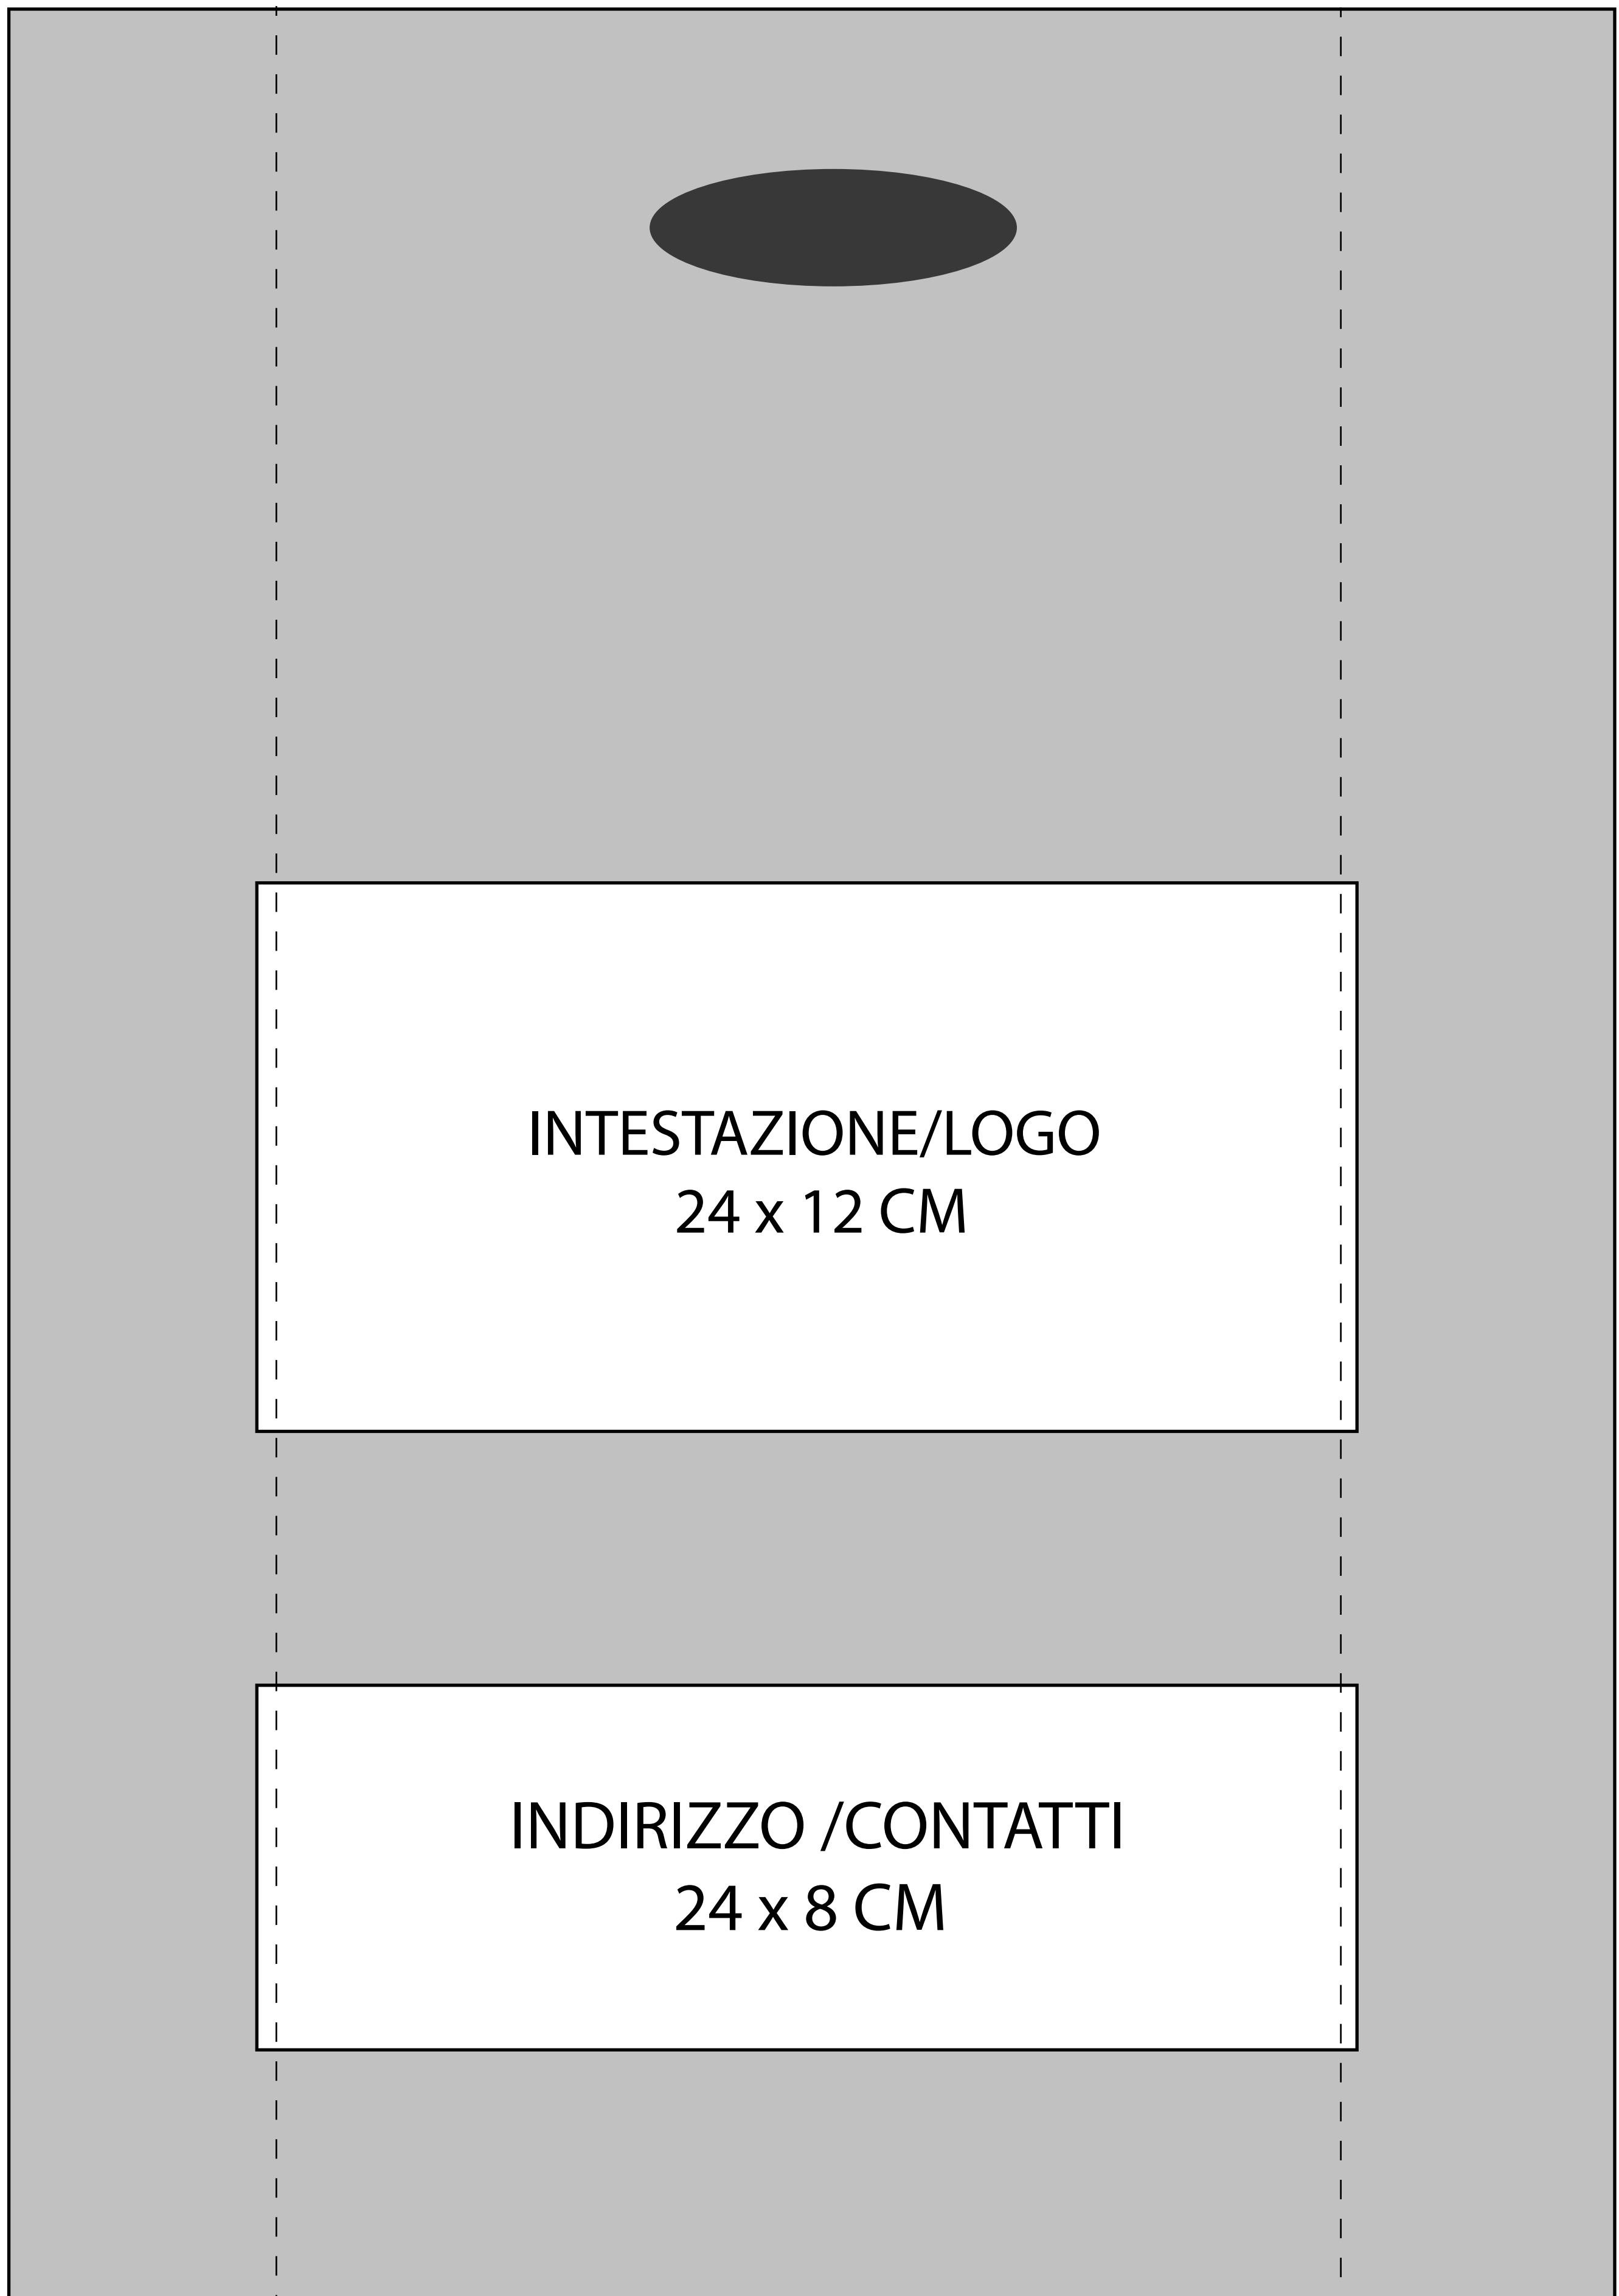 INTESTAZIONE/LOGO
24 x 12 CM
INDIRIZZO /CONTATTI
24 x 8 CM